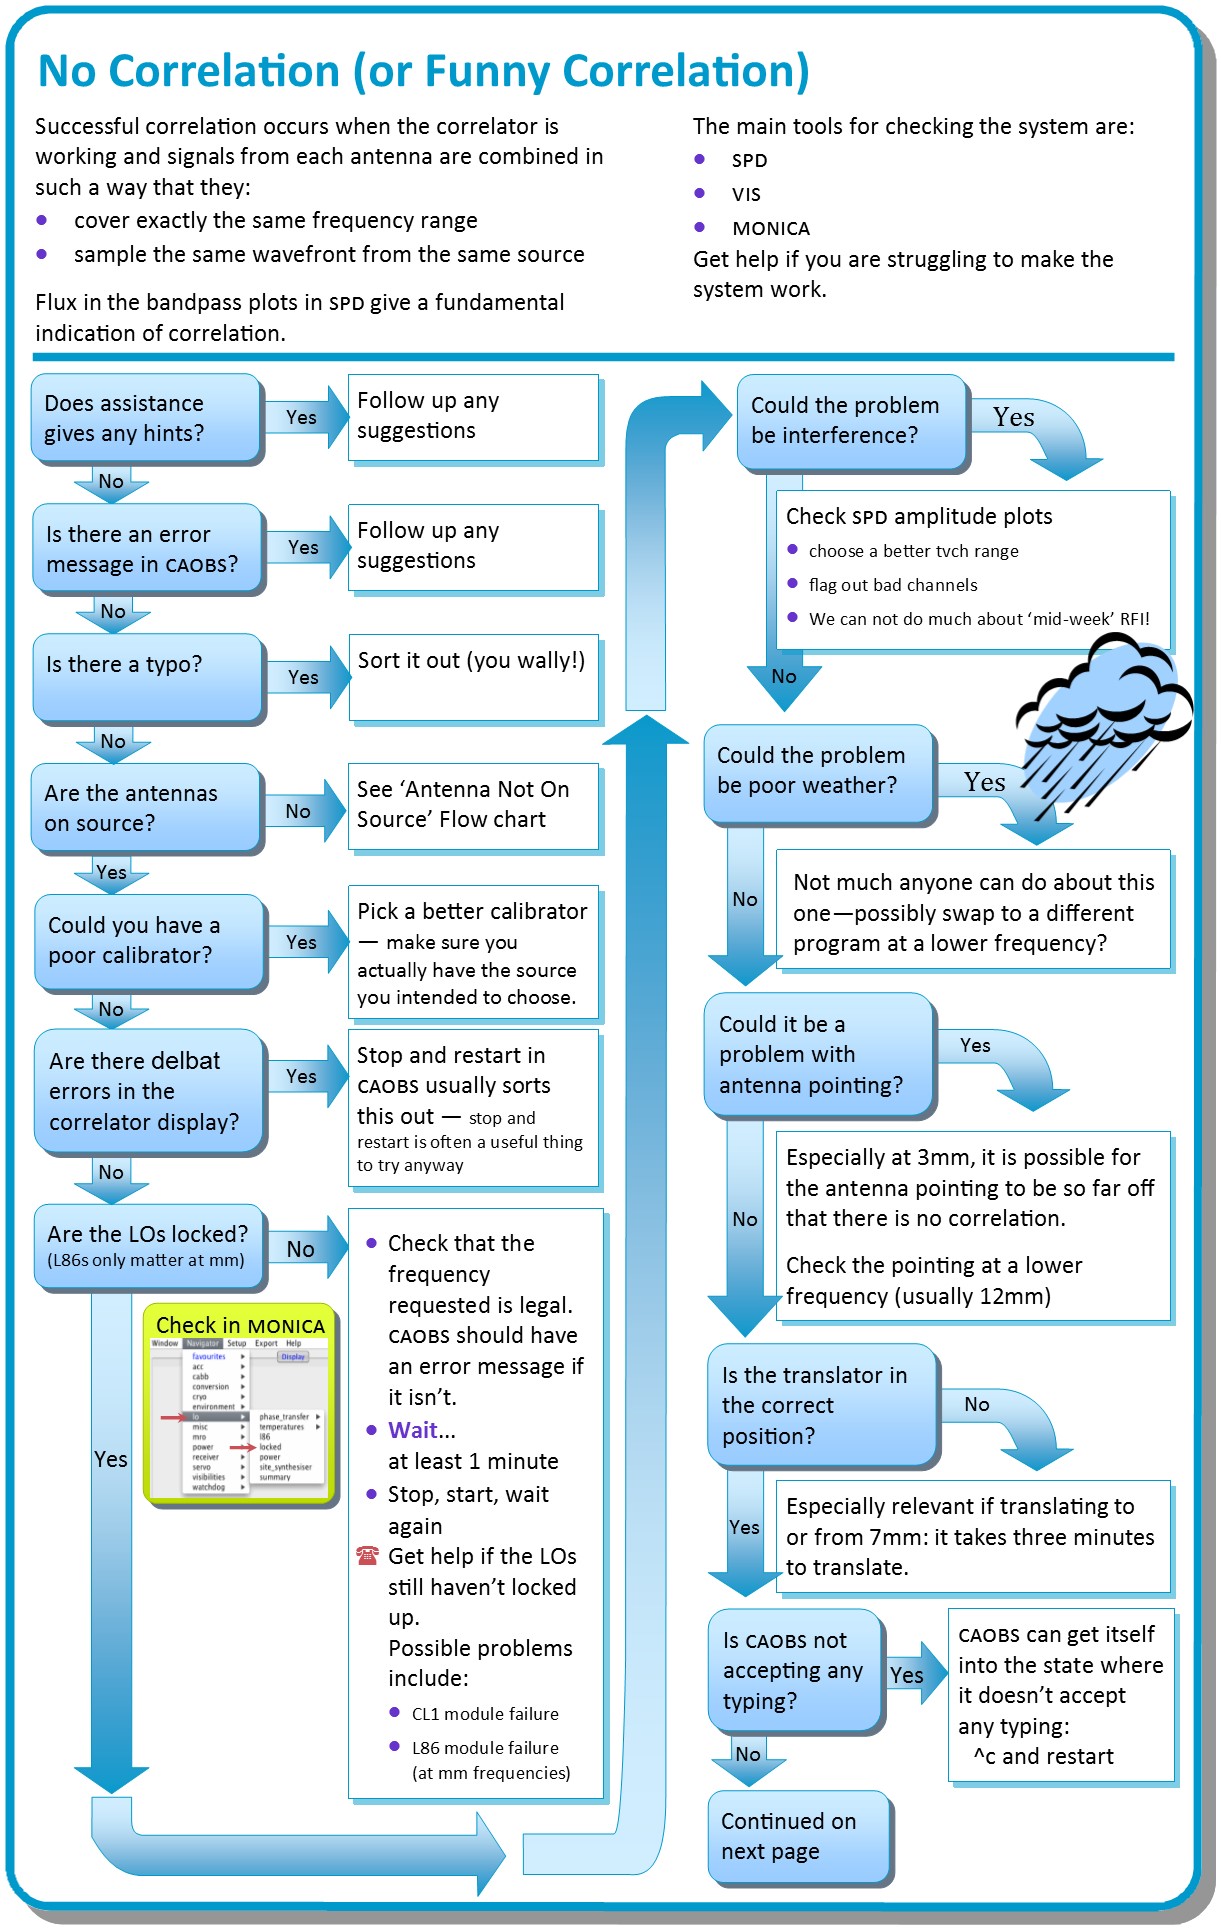 No Correlation (or Funny Correlation)
Successful correlation occurs when the correlator is
working and signals from each antenna are combined in
such a way that they:
• cover exactly the same frequency range
• sample the same wavefront from the same source
Flux in the bandpass plots in SPD give a fundamental
indication of correlation.
The main tools for checking the system are:
• SPD
• VIS
• MONICA
Get help if you are struggling to make the
system work.
Does assistance
gives any hints?
Yes
Follow up any
suggestions
No
Is there an error
message in CAOBS?
Yes
Follow up any
suggestions
No
Is there a typo?
Yes
Sort it out (you wally!)
No
Are the antennas
on source?
No
See ‘Antenna Not On
Source’ Flow chart
Yes
Could you have a
poor calibrator?
Yes
Pick a better calibrator
— make sure you
actually have the source
you intended to choose.
No
Are there delbat
errors in the
correlator display?
Yes
Stop and restart in
CAOBS usually sorts
this out — stop and
restart is often a useful thing
to try anyway
No
Are the LOs locked?
(L86s only matter at mm)
No
• Check that the
frequency
requested is legal.
CAOBS should have
an error message if
it isn’t.
• Wait...
at least 1 minute
• Stop, start, wait
again
☎ Get help if the LOs
still haven’t locked
up.
Possible problems
include:
• CL1 module failure
• L86 module failure
(at mm frequencies)
Check in MONICA
Window Navigator Setup Export Help
favourites
Display
acc
cabb
conversion
cryo
environment
lo
misc
mro
power
receiver
servo
visibilities
watchdog
phase_transfer
temperatures
l86
locked
power
site_synthesiser
summary
Yes
Could the problem
be interference?
Yes
Check SPD amplitude plots
• choose a better tvch range
• flag out bad channels
• We can not do much about ‘mid-week’ RFI!
No
Could the problem
be poor weather?
Yes
Not much anyone can do about this
one—possibly swap to a different
program at a lower frequency?
No
Could it be a
problem with
antenna pointing?
Yes
Especially at 3mm, it is possible for
the antenna pointing to be so far off
that there is no correlation.
Check the pointing at a lower
frequency (usually 12mm)
No
Is the translator in
the correct
position?
No
Especially relevant if translating to
or from 7mm: it takes three minutes
to translate.
Yes
Is CAOBS not
accepting any
typing?
Yes
CAOBS can get itself
into the state where
it doesn’t accept
any typing:
^c and restart
No
Continued on
next page